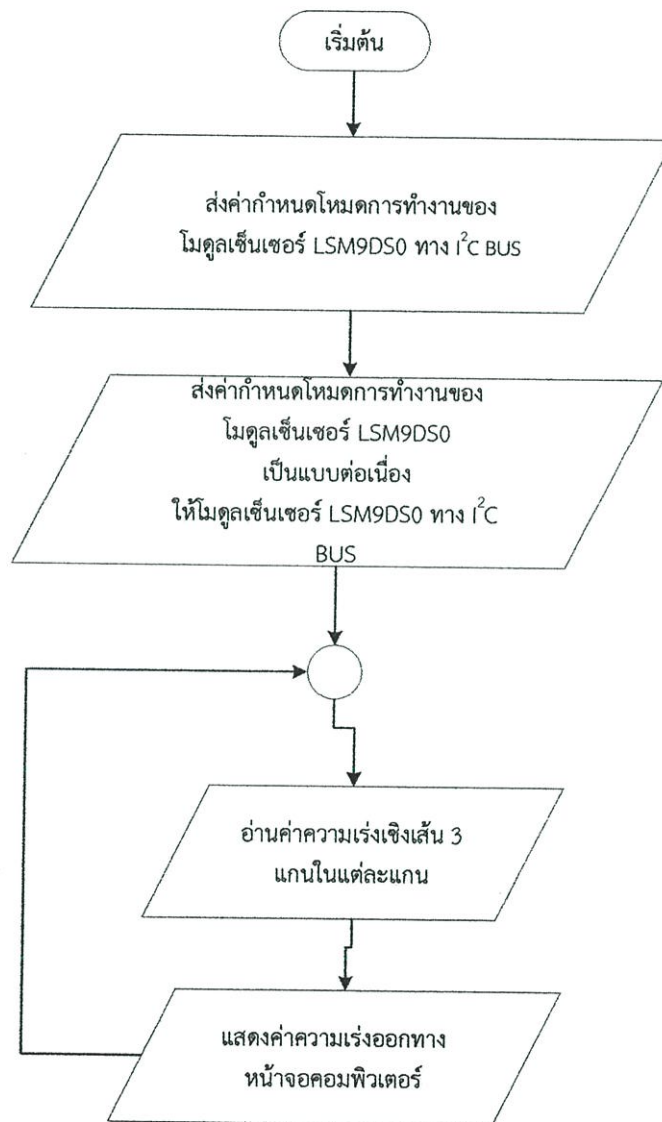 เริ่มต้น
ส่งค่ากำหนดโหมดการทำงานของ
โมดูลเซ็นเซอร์ LSM9DS0 ทาง I²C BUS
ส่งค่ากำหนดโหมดการทำงานของ
โมดูลเซ็นเซอร์ LSM9DS0
เป็นแบบต่อเนื่อง
ให้โมดูลเซ็นเซอร์ LSM9DS0 ทาง I²C
BUS
อ่านค่าความเร่งเชิงเส้น 3
แกนในแต่ละแกน
แสดงค่าความเร่งออกทาง
หน้าจอคอมพิวเตอร์